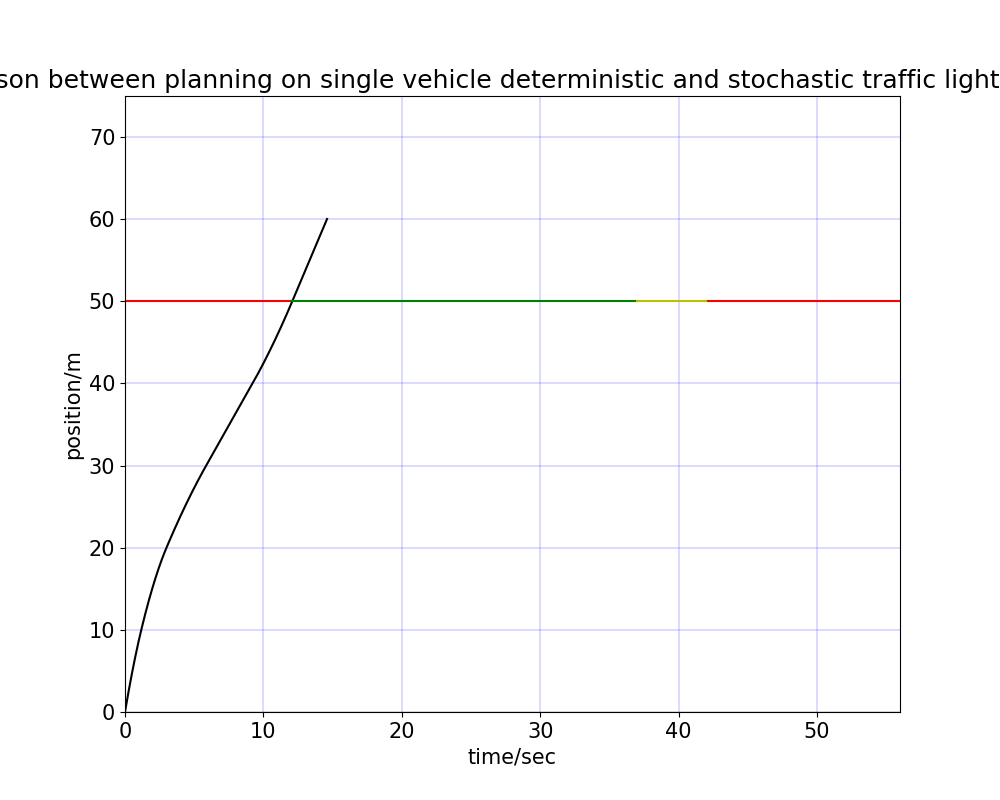 son between planning on single vehicle deterministic and stochastic traffic light
70
60
50
40
30
20
10
0
position/m
0 10 20 30 40 50
time/sec